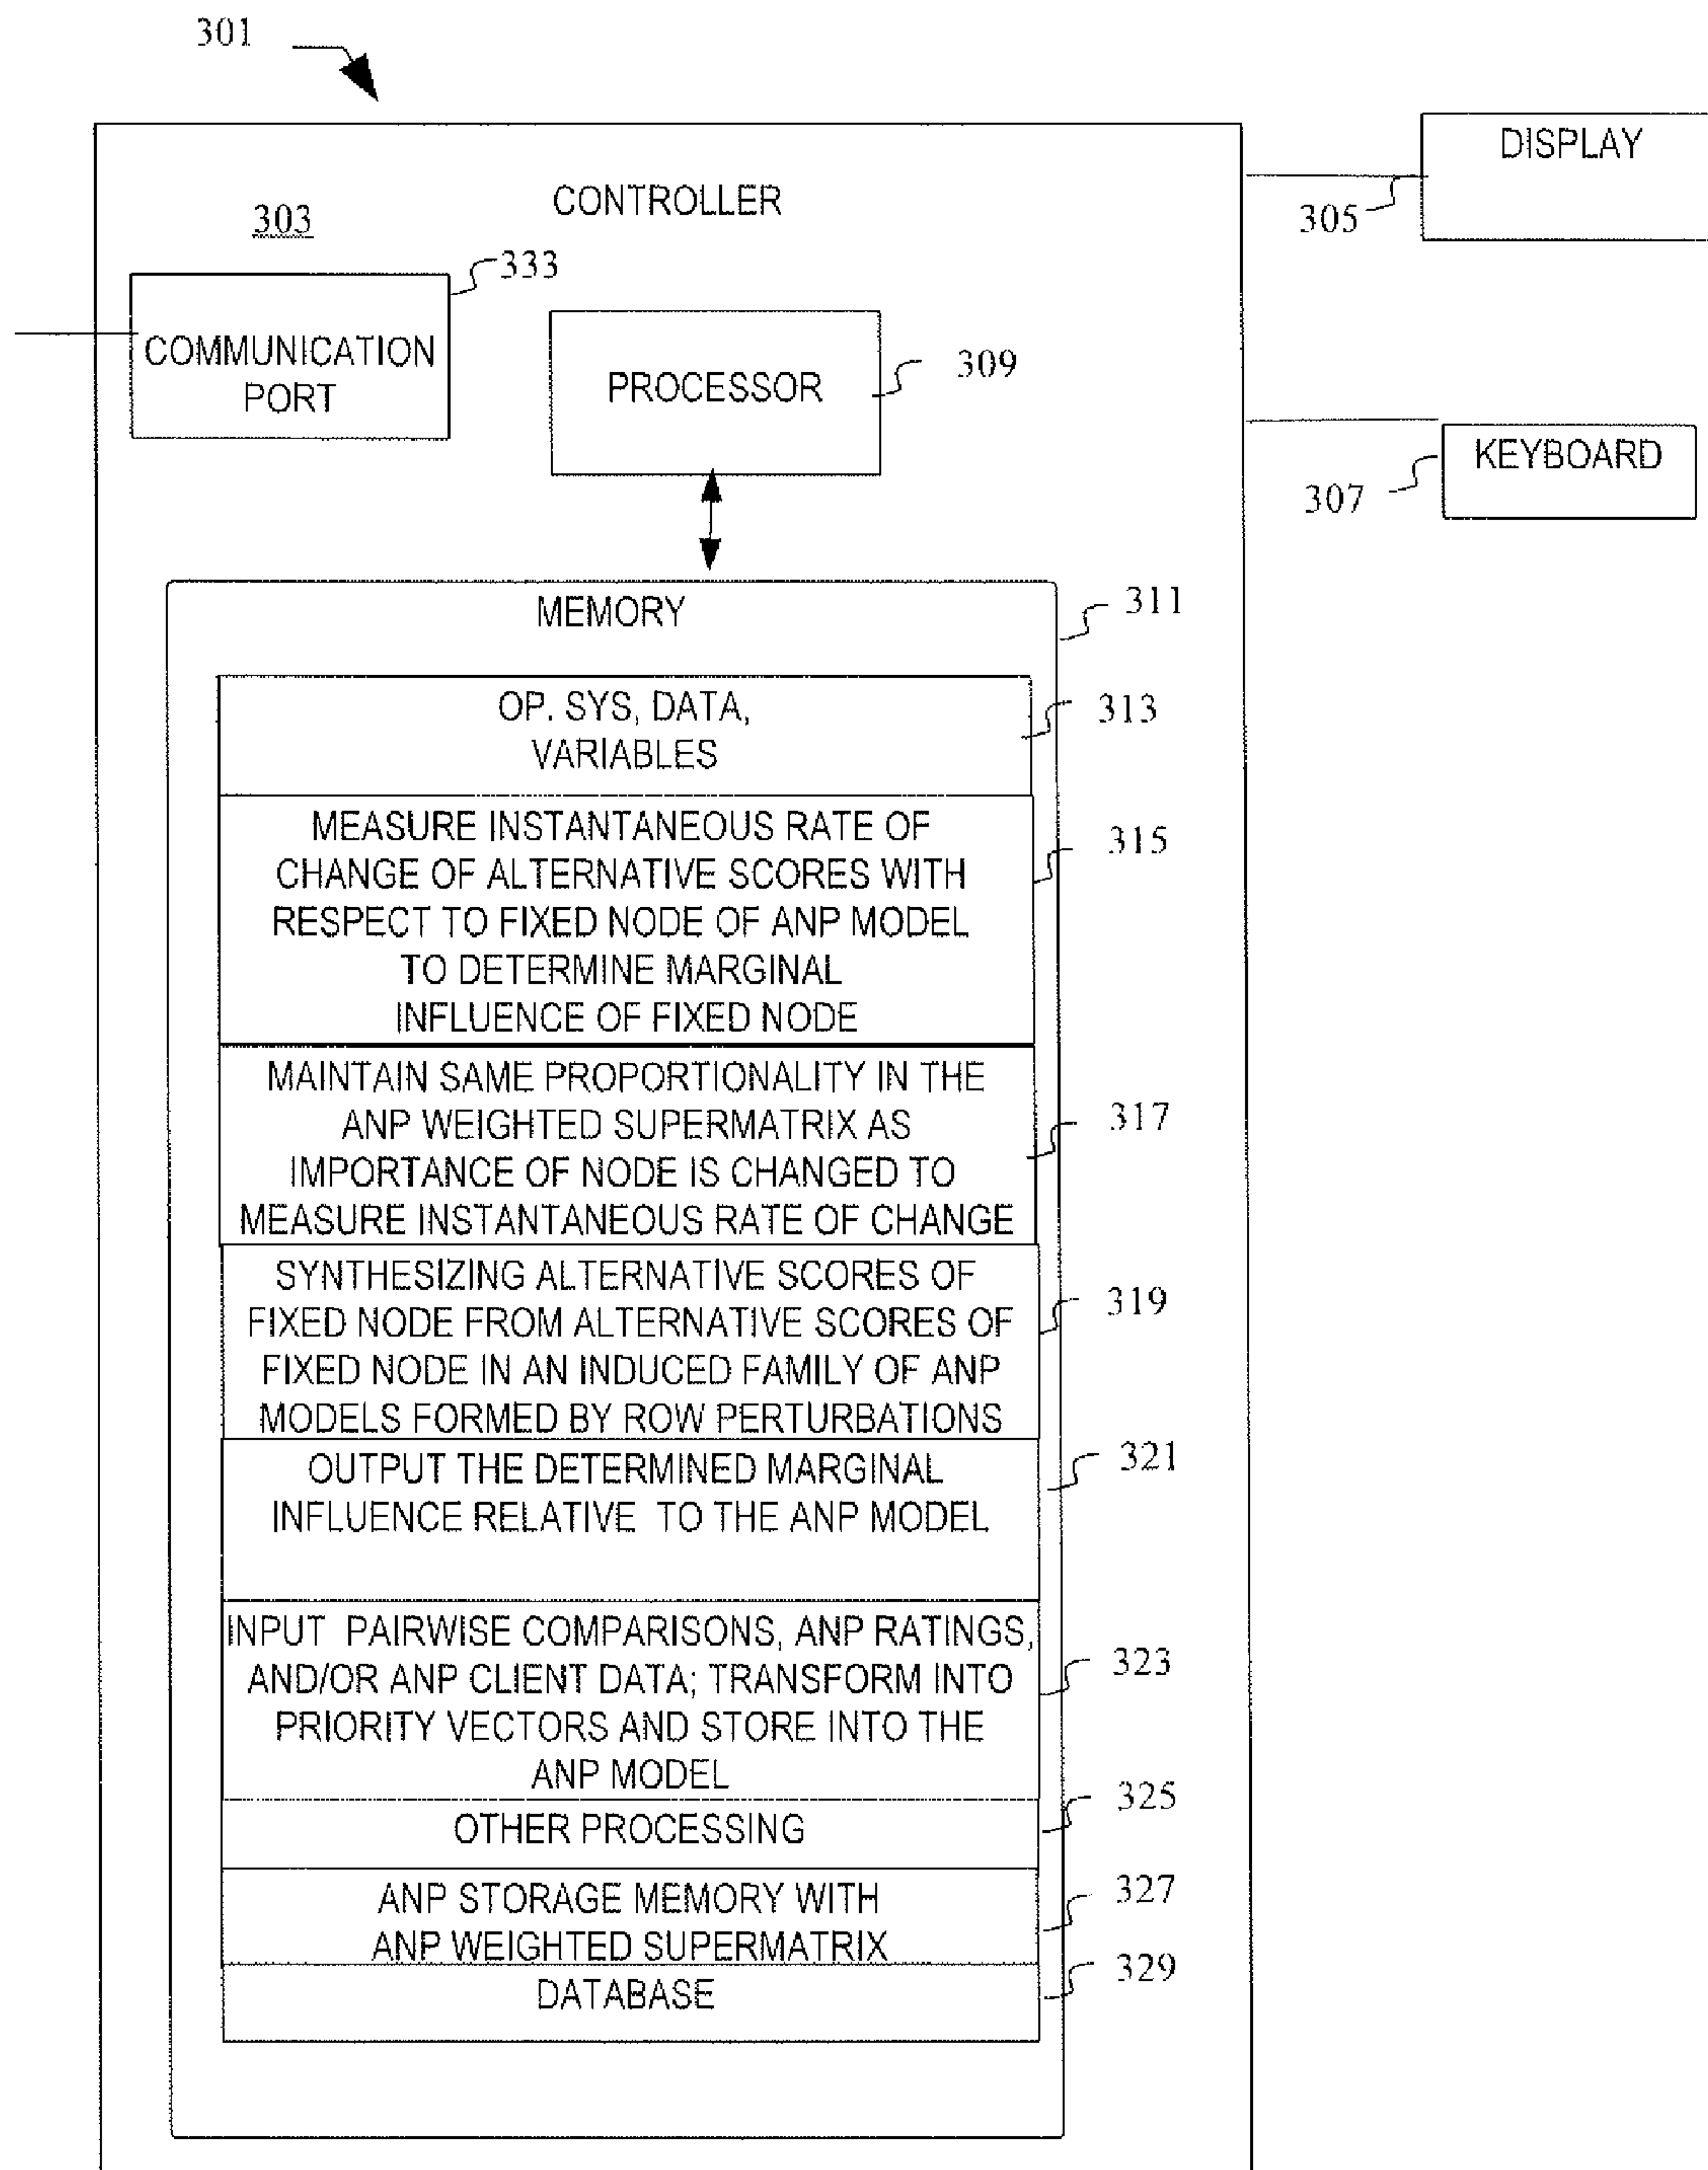 301
DISPLAY
305
CONTROLLER
303
333
COMMUNICATION
PORT
PROCESSOR
309
KEYBOARD
307
MEMORY
311
OP. SYS, DATA,
VARIABLES
313
MEASURE INSTANTANEOUS RATE OF
CHANGE OF ALTERNATIVE SCORES WITH
RESPECT TO FIXED NODE OF ANP MODEL
TO DETERMINE MARGINAL
INFLUENCE OF FIXED NODE
315
MAINTAIN SAME PROPORTIONALITY IN THE
ANP WEIGHTED SUPERMATRIX AS
IMPORTANCE OF NODE IS CHANGED TO
MEASURE INSTANTANEOUS RATE OF CHANGE
317
SYNTHESIZING ALTERNATIVE SCORES OF
FIXED NODE FROM ALTERNATIVE SCORES OF
FIXED NODE IN AN INDUCED FAMILY OF ANP
MODELS FORMED BY ROW PERTURBATIONS
319
OUTPUT THE DETERMINED MARGINAL
INFLUENCE RELATIVE TO THE ANP MODEL
321
INPUT PAIRWISE COMPARISONS, ANP RATINGS,
AND/OR ANP CLIENT DATA; TRANSFORM INTO
PRIORITY VECTORS AND STORE INTO THE
ANP MODEL
323
OTHER PROCESSING
325
ANP STORAGE MEMORY WITH
ANP WEIGHTED SUPERMATRIX
327
DATABASE
329